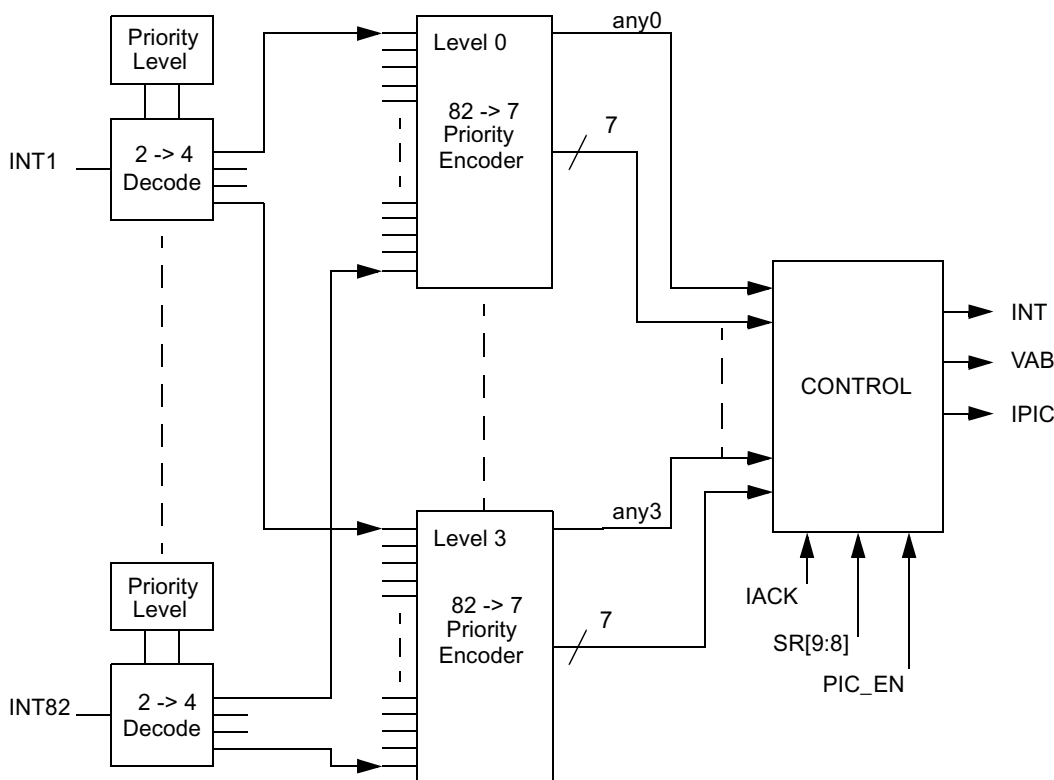 Priority
Level
2 -> 4
Decode
INT1
Level 0
82 -> 7
Priority
Encoder
any0
7
CONTROL
INT
VAB
IPIC
IACK
SR[9:8]
PIC_EN
Level 3
82 -> 7
Priority
Encoder
any3
7
Priority
Level
2 -> 4
Decode
INT82